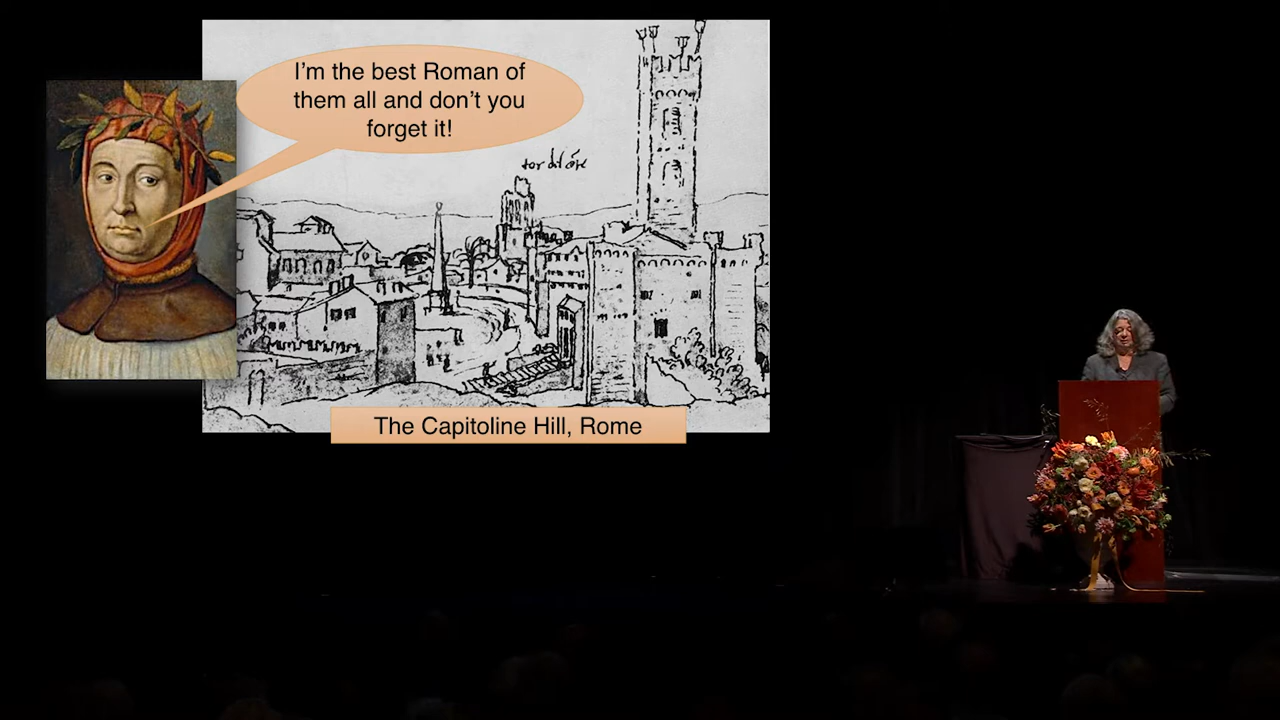 I'm the best Roman of
them all and don't you
forget it!
The Capitoline Hill, Rome